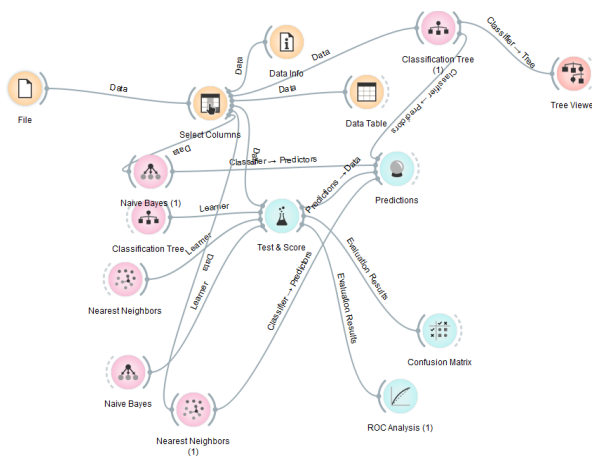 Classifier → Tree
Data
Data
Data Info
Classification Tree
(1)
Tree Viewe
Data
Data
File
Select Columns
Data Table
Classifier → Predictors
Data
Data
Classifier → Predictors
Predictions → Data
Naive Bayes (1)
Predictions
Learner
Classification Tree
Test & Score
Learner
Data
Evaluation Results
Nearest Neighbors
Learner
Classifier → Predictors
Evaluation Results
Confusion Matrix
Naive Bayes
ROC Analysis (1)
Nearest Neighbors
(1)